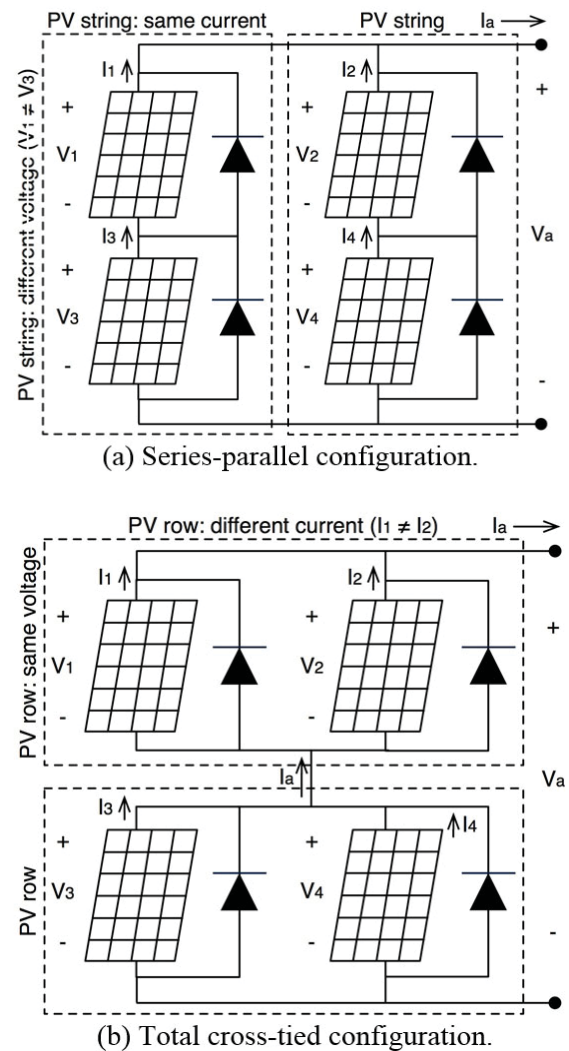 PV string: same current PV string Ia
PV string: different voltage (V1 ≠ V3)
I1 I2
+ + +
V1 V2
- -
I3 I4
Va
+ +
V3 V4
- - -
(a) Series-parallel configuration.
PV row: different current (I1 ≠ I2) Ia
PV row: same voltage
I1 I2
+ + +
V1 V2
- -
Ia
Va
I3 I4
+ +
PV row
V3 V4
- - -
(b) Total cross-tied configuration.